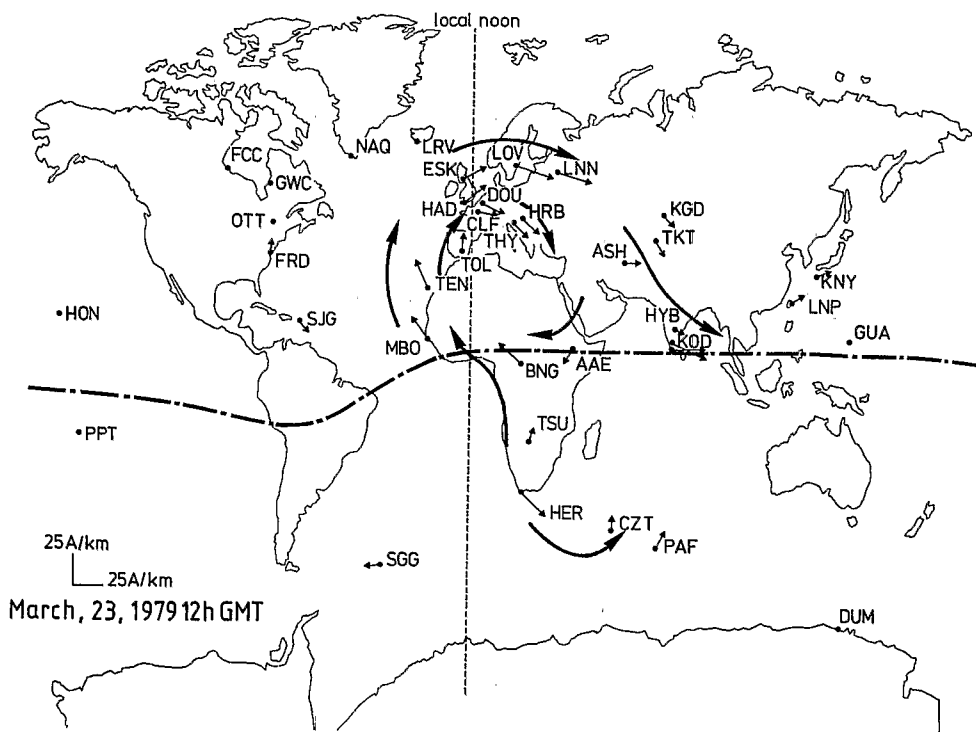 local noon
NAQ
LRV
LOV
FCC
ESK
LNN
GWC
DOU
HAD
HRB
OTT
CLF
KGD
THY
TKT
FRD
TOL
ASH
TEN
KNY
LNP
HON
SJG
HYB
MBO
KOD
GUA
BNG
AAE
PPT
TSU
HER
CZT
PAF
25A/km
SGG
25A/km
March, 23, 1979 12h GMT
DUM